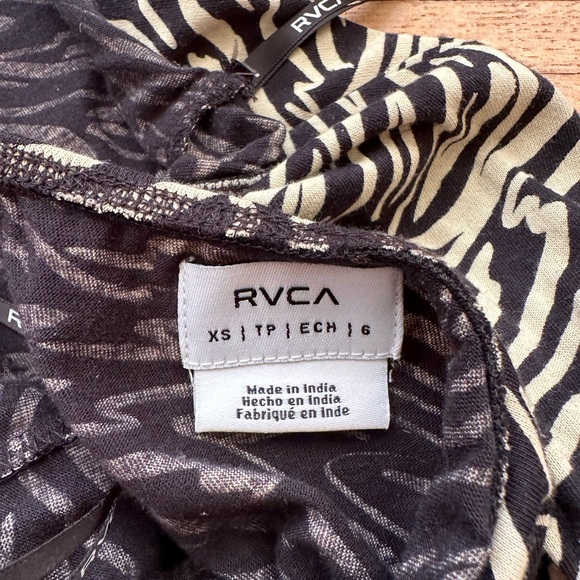 RVCA
RVCA
XS | TP | ECH | 6
Made in India
Hecho en India
Fabriqué en Inde